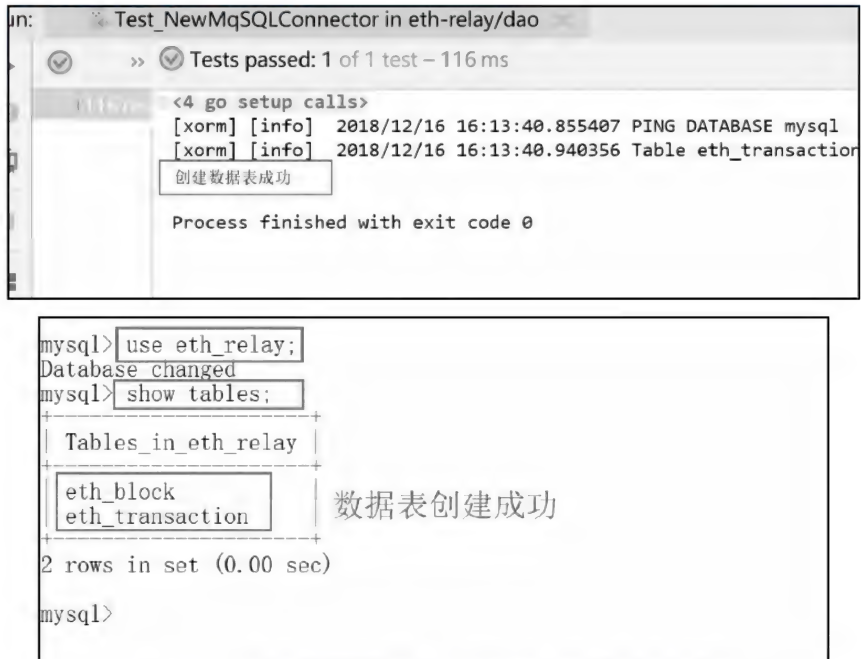 un: Test_NewMqSQLConnector in eth-relay/dao
» Tests passed: 1 of 1 test – 116 ms
<4 go setup calls>
[xorm] [info] 2018/12/16 16:13:40.855407 PING DATABASE mysql
[xorm] [info] 2018/12/16 16:13:40.940356 Table eth_transaction
创建数据表成功
Process finished with exit code 0
mysql> use eth_relay;
Database changed
mysql> show tables;
+----------------------+
| Tables_in_eth_relay |
+----------------------+
| eth_block |
| eth_transaction |
数据表创建成功
+----------------------+
2 rows in set (0.00 sec)
mysql>